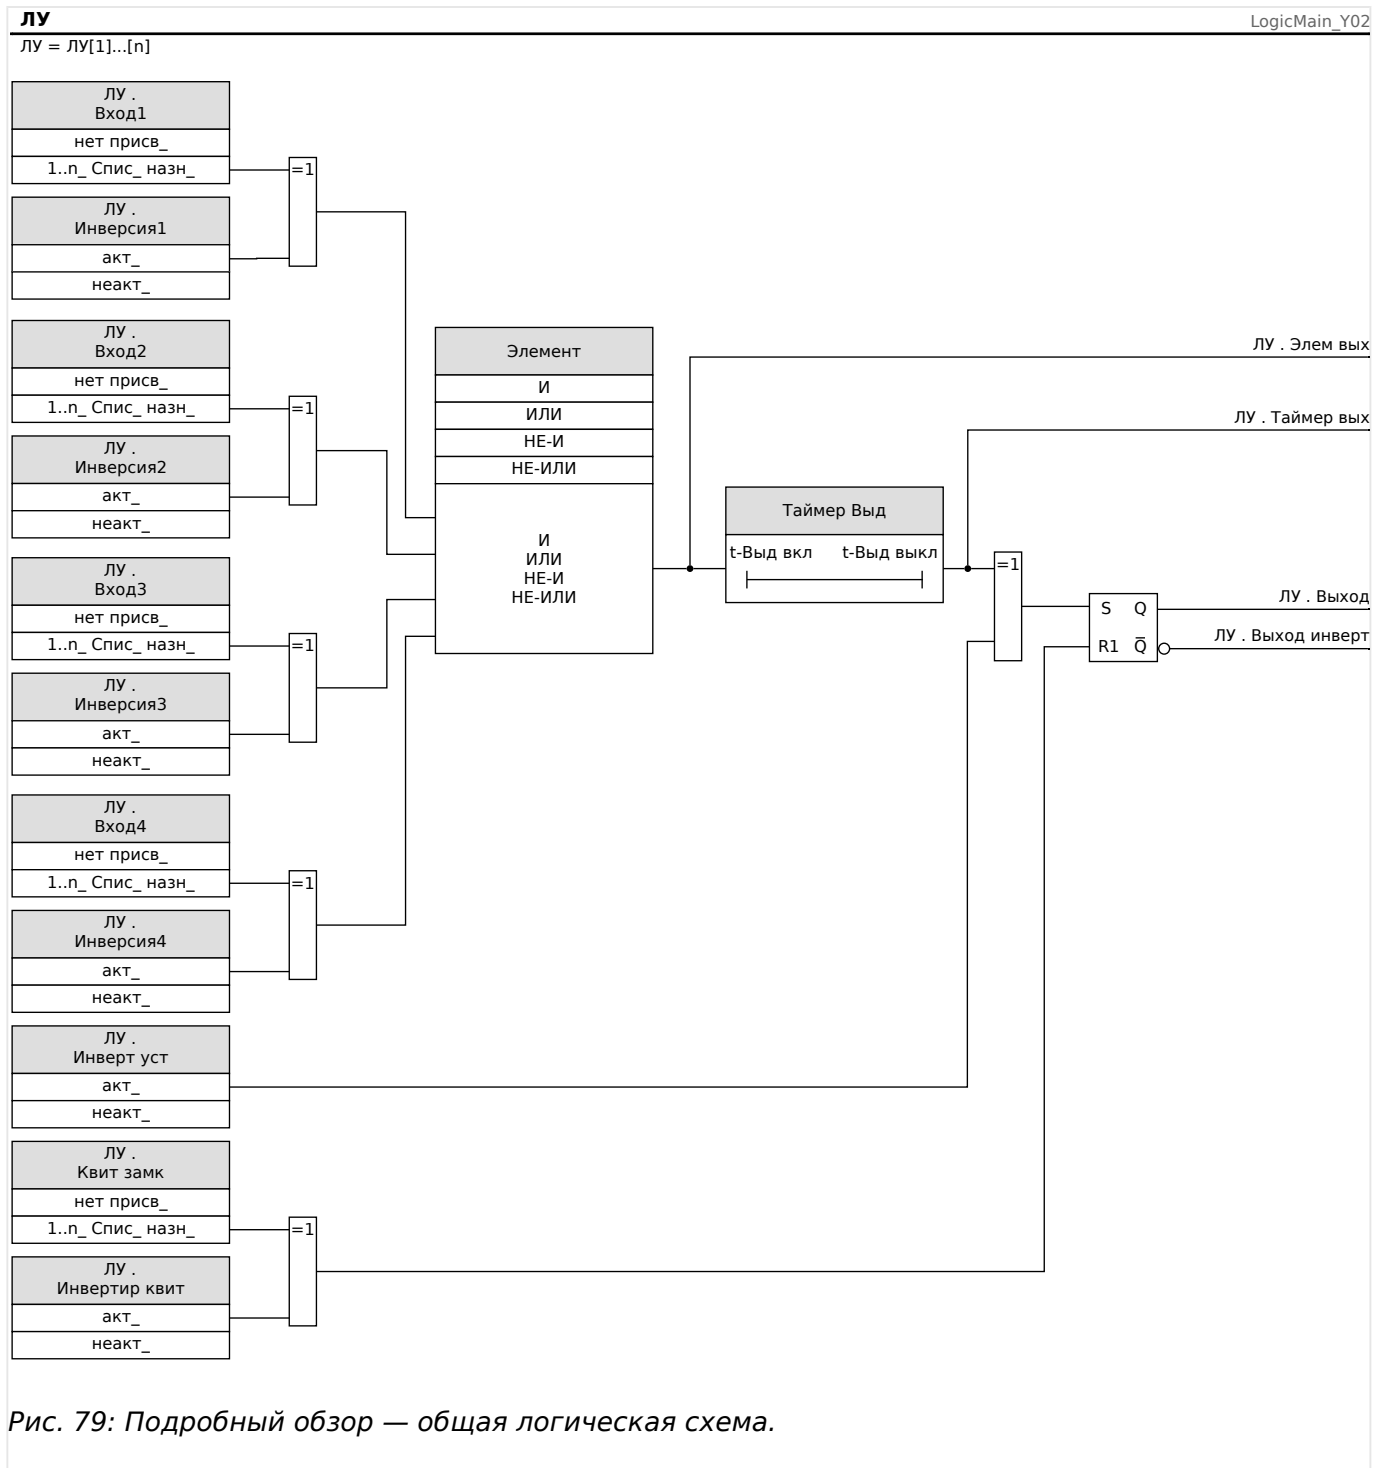 ЛУ
LogicMain_Y02
ЛУ = ЛУ[1]...[n]
ЛУ .
Вход1
нет присв_
1..n_ Спис_ назн_
=1
ЛУ .
Инверсия1
акт_
неакт_
ЛУ .
Вход2
нет присв_
1..n_ Спис_ назн_
=1
ЛУ .
Инверсия2
акт_
неакт_
ЛУ .
Вход3
нет присв_
1..n_ Спис_ назн_
=1
ЛУ .
Инверсия3
акт_
неакт_
ЛУ .
Вход4
нет присв_
1..n_ Спис_ назн_
=1
ЛУ .
Инверсия4
акт_
неакт_
ЛУ .
Инверт уст
акт_
неакт_
ЛУ .
Квит замк
нет присв_
1..n_ Спис_ назн_
=1
ЛУ .
Инвертир квит
акт_
неакт_
Элемент
И
ИЛИ
НЕ-И
НЕ-ИЛИ
И
ИЛИ
НЕ-И
НЕ-ИЛИ
Таймер Выд
t-Выд вкл t-Выд выкл
=1
S Q
R1 Q̅
ЛУ . Элем вых
ЛУ . Таймер вых
ЛУ . Выход
ЛУ . Выход инверт
Рис. 79: Подробный обзор — общая логическая схема.